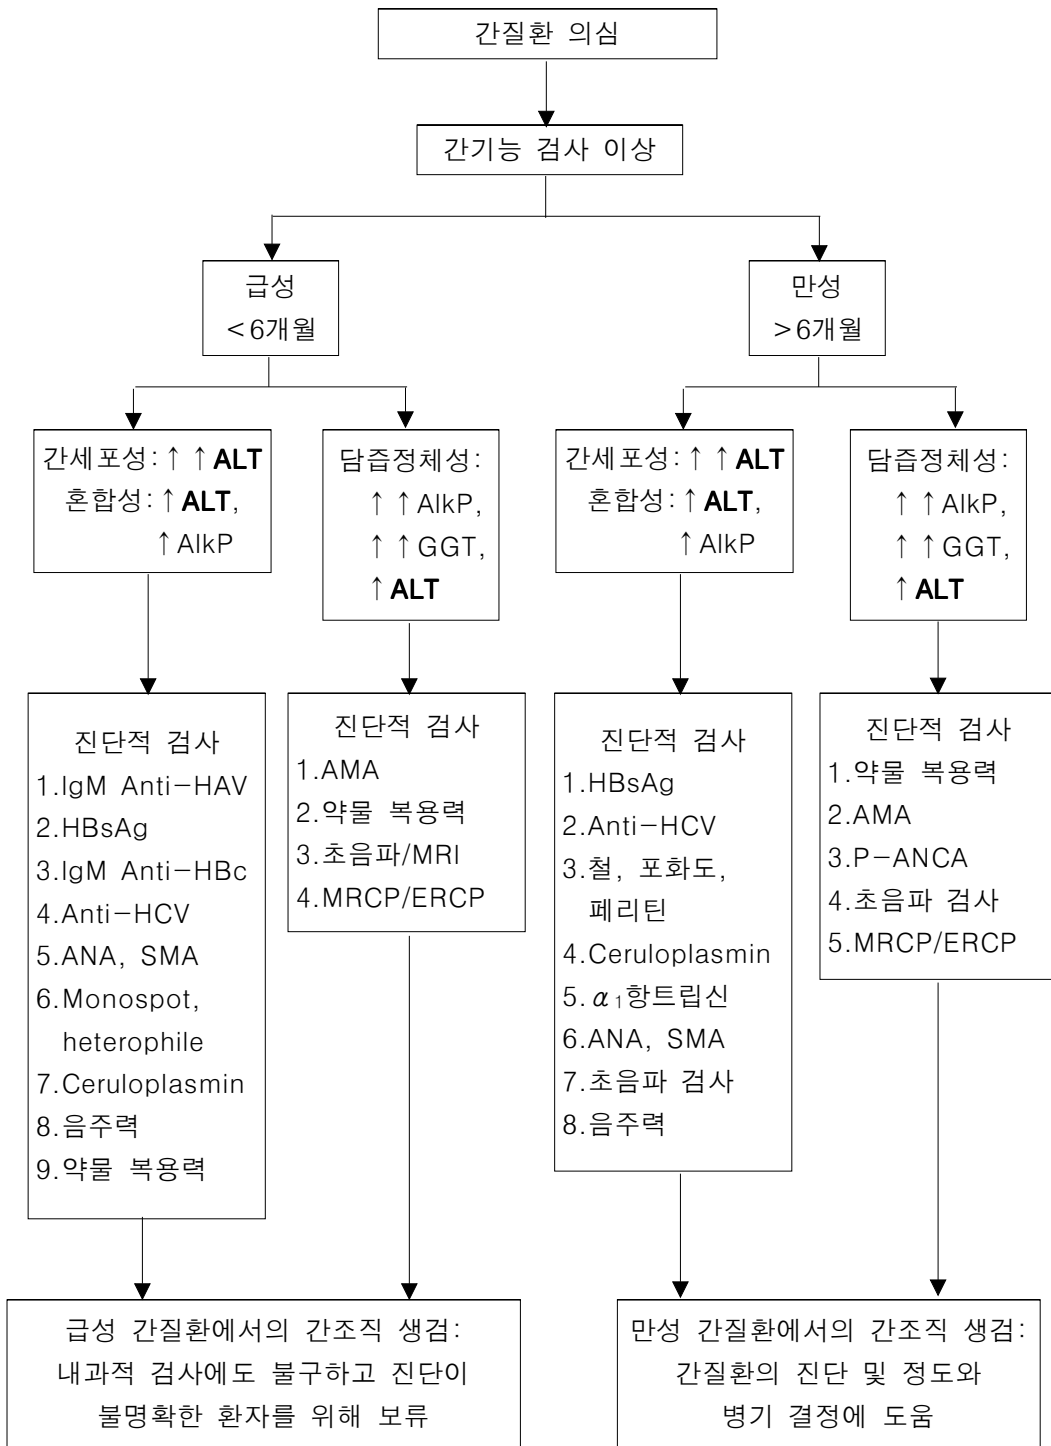 간질환 의심
간기능 검사 이상
급성
<6개월
만성
>6개월
간세포성:↑↑ALT
혼합성:↑ALT,
↑AlkP
담즙정체성:
↑↑AlkP,
↑↑GGT,
↑ALT
간세포성:↑↑ALT
혼합성:↑ALT,
↑AlkP
담즙정체성:
↑↑AlkP,
↑↑GGT,
↑ALT
진단적 검사
1.IgM Anti-HAV
2.HBsAg
3.IgM Anti-HBc
4.Anti-HCV
5.ANA, SMA
6.Monospot,
heterophile
7.Ceruloplasmin
8.음주력
9.약물 복용력
진단적 검사
1.AMA
2.약물 복용력
3.초음파/MRI
4.MRCP/ERCP
진단적 검사
1.HBsAg
2.Anti-HCV
3.철, 포화도,
페리틴
4.Ceruloplasmin
5.α₁항트립신
6.ANA, SMA
7.초음파 검사
8.음주력
진단적 검사
1.약물 복용력
2.AMA
3.P-ANCA
4.초음파 검사
5.MRCP/ERCP
급성 간질환에서의 간조직 생검:
내과적 검사에도 불구하고 진단이
불명확한 환자를 위해 보류
만성 간질환에서의 간조직 생검:
간질환의 진단 및 정도와
병기 결정에 도움